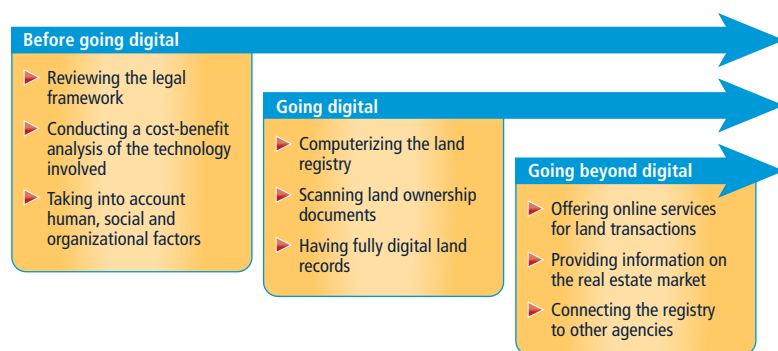 Before going digital
Reviewing the legal
framework
Conducting a cost-benefit
analysis of the technology
involved
Taking into account
human, social and
organizational factors
Going digital
Computerizing the land
registry
Scanning land ownership
documents
Having fully digital land
records
Going beyond digital
Offering online services
for land transactions
Providing information on
the real estate market
Connecting the registry
to other agencies